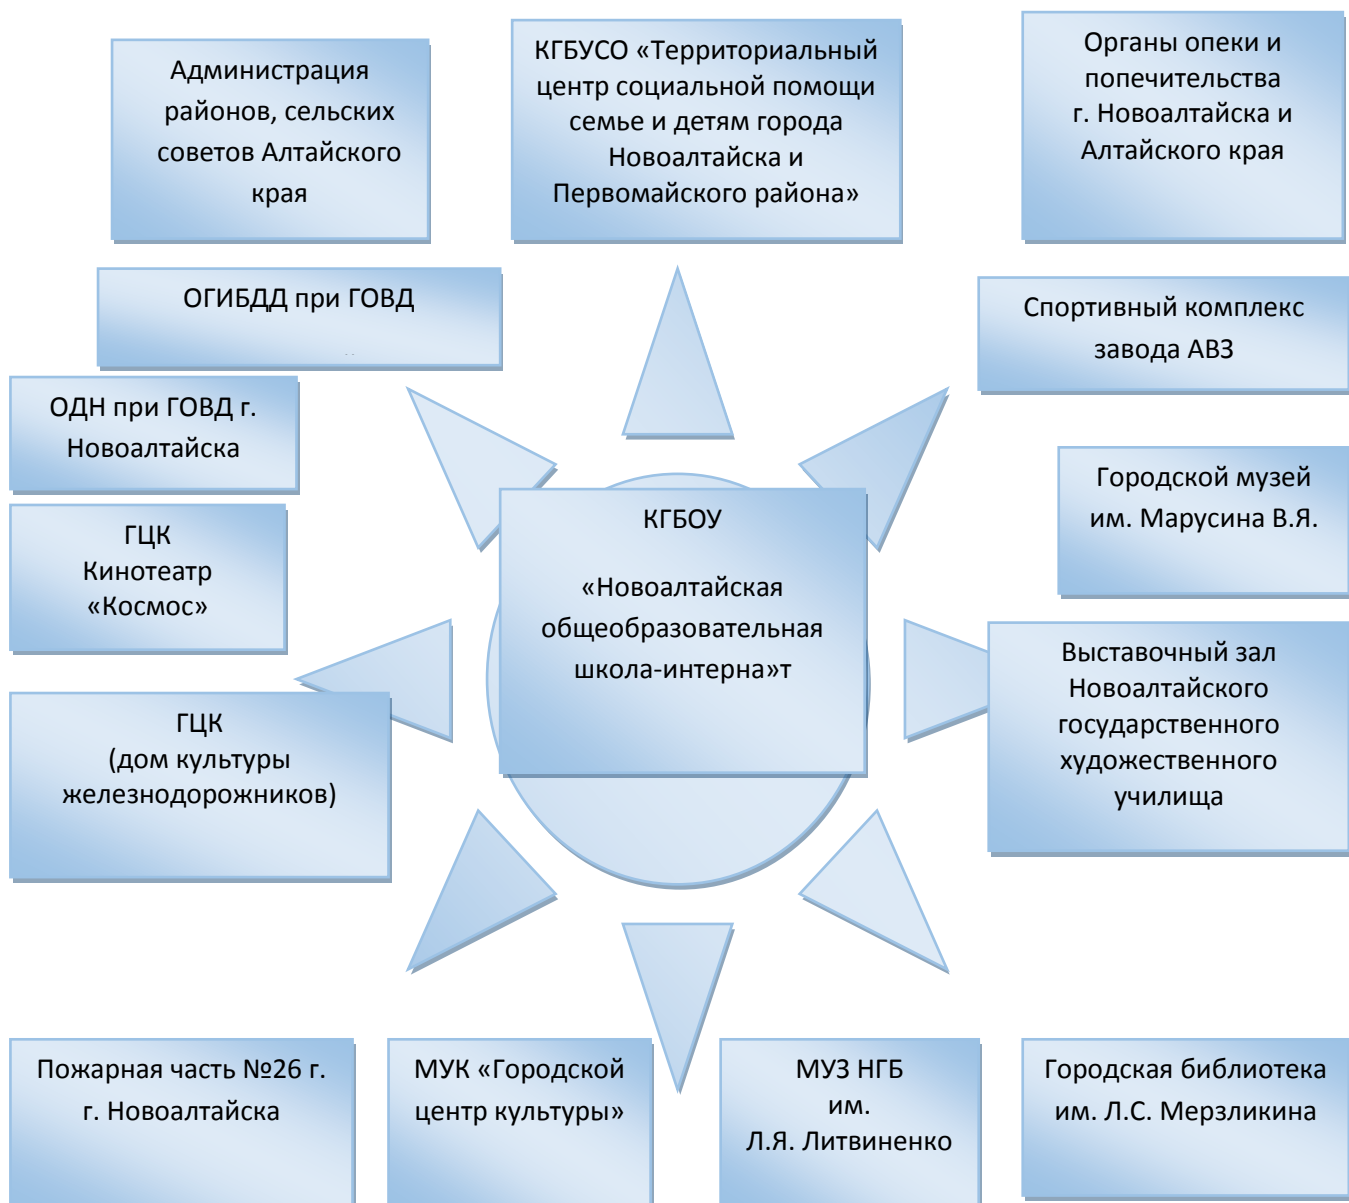 Администрация
районов, сельских
советов Алтайского
края
КГБУСО «Территориальный
центр социальной помощи
семье и детям города
Новоалтайска и
Первомайского района»
Органы опеки и
попечительства
г. Новоалтайска и
Алтайского края
ОГИБДД при ГОВД
Спортивный комплекс
завода АВЗ
ОДН при ГОВД г.
Новоалтайска
Городской музей
им. Марусина В.Я.
ГЦК
Кинотеатр
«Космос»
КГБОУ
«Новоалтайская
общеобразовательная
школа-интерна»т
Выставочный зал
Новоалтайского
государственного
художественного
училища
ГЦК
(дом культуры
железнодорожников)
Пожарная часть №26 г.
г. Новоалтайска
МУК «Городской
центр культуры»
МУЗ НГБ
им.
Л.Я. Литвиненко
Городская библиотека
им. Л.С. Мерзликина